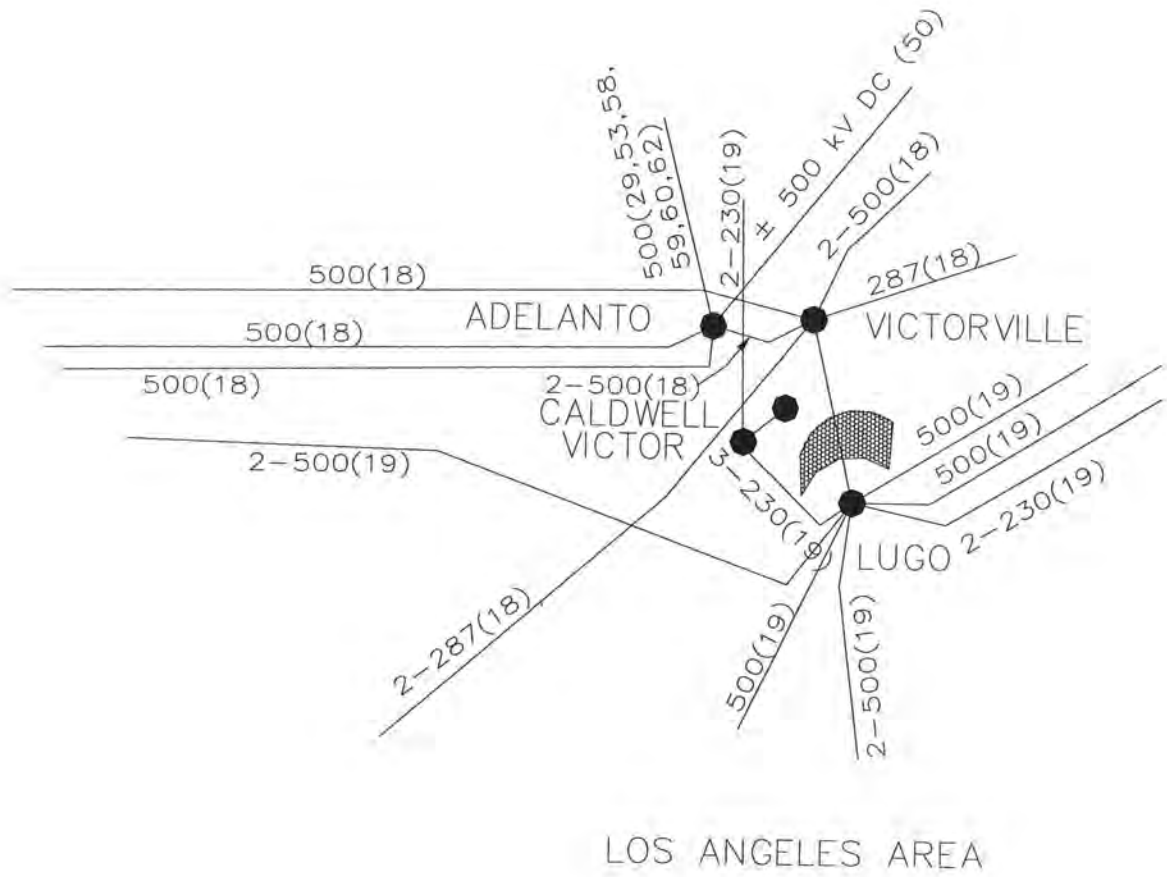 500(29,53,58,
59,60,62)
2-230(19)
± 500 kV DC (50)
2-500(18)
287(18)
500(18)
ADELANTO
VICTORVILLE
500(18)
500(18)
2-500(18)
CALDWELL
VICTOR
500(19)
500(19)
2-230(19)
2-500(19)
3-230(19)
LUGO
2-287(18)
500(19)
2-500(19)
LOS ANGELES AREA